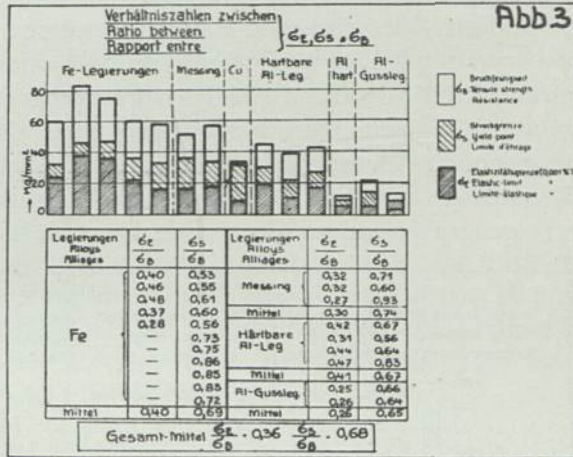 Abb.3
Verhältniszahlen zwischen
Ratio between
Rapport entre
σE, σS, σB
Fe-Legierungen
Messing
Cu
Härtbare Al-Leg
Al hart
Al-Gussleg
80
60
40
20
0
kg/mm²
σB Bruchfestigkeit
Tensile strength
Résistance
σS Streckgrenze
Yield point
Limite d'étirage
σE Elastizitätsgrenze
Elastic-limit
Limite-élastique
Legierungen Alloys Alliages σE/σB σS/σB
Fe
0,40 0,53
0,46 0,55
0,48 0,61
0,37 0,60
0,28 0,56
— 0,73
— 0,75
— 0,86
— 0,85
— 0,83
— 0,72
Mittel 0,40 0,69
Legierungen Alloys Alliages σE/σB σS/σB
Messing
0,32 0,71
0,32 0,60
0,27 0,93
Mittel 0,30 0,74
Härtbare Al-Leg
0,42 0,67
0,31 0,56
0,44 0,64
0,47 0,83
Mittel 0,41 0,67
Al-Gussleg
0,25 0,66
0,26 0,64
Mittel 0,26 0,65
Gesamt-Mittel σE/σB · 0,36 σS/σB · 0,68